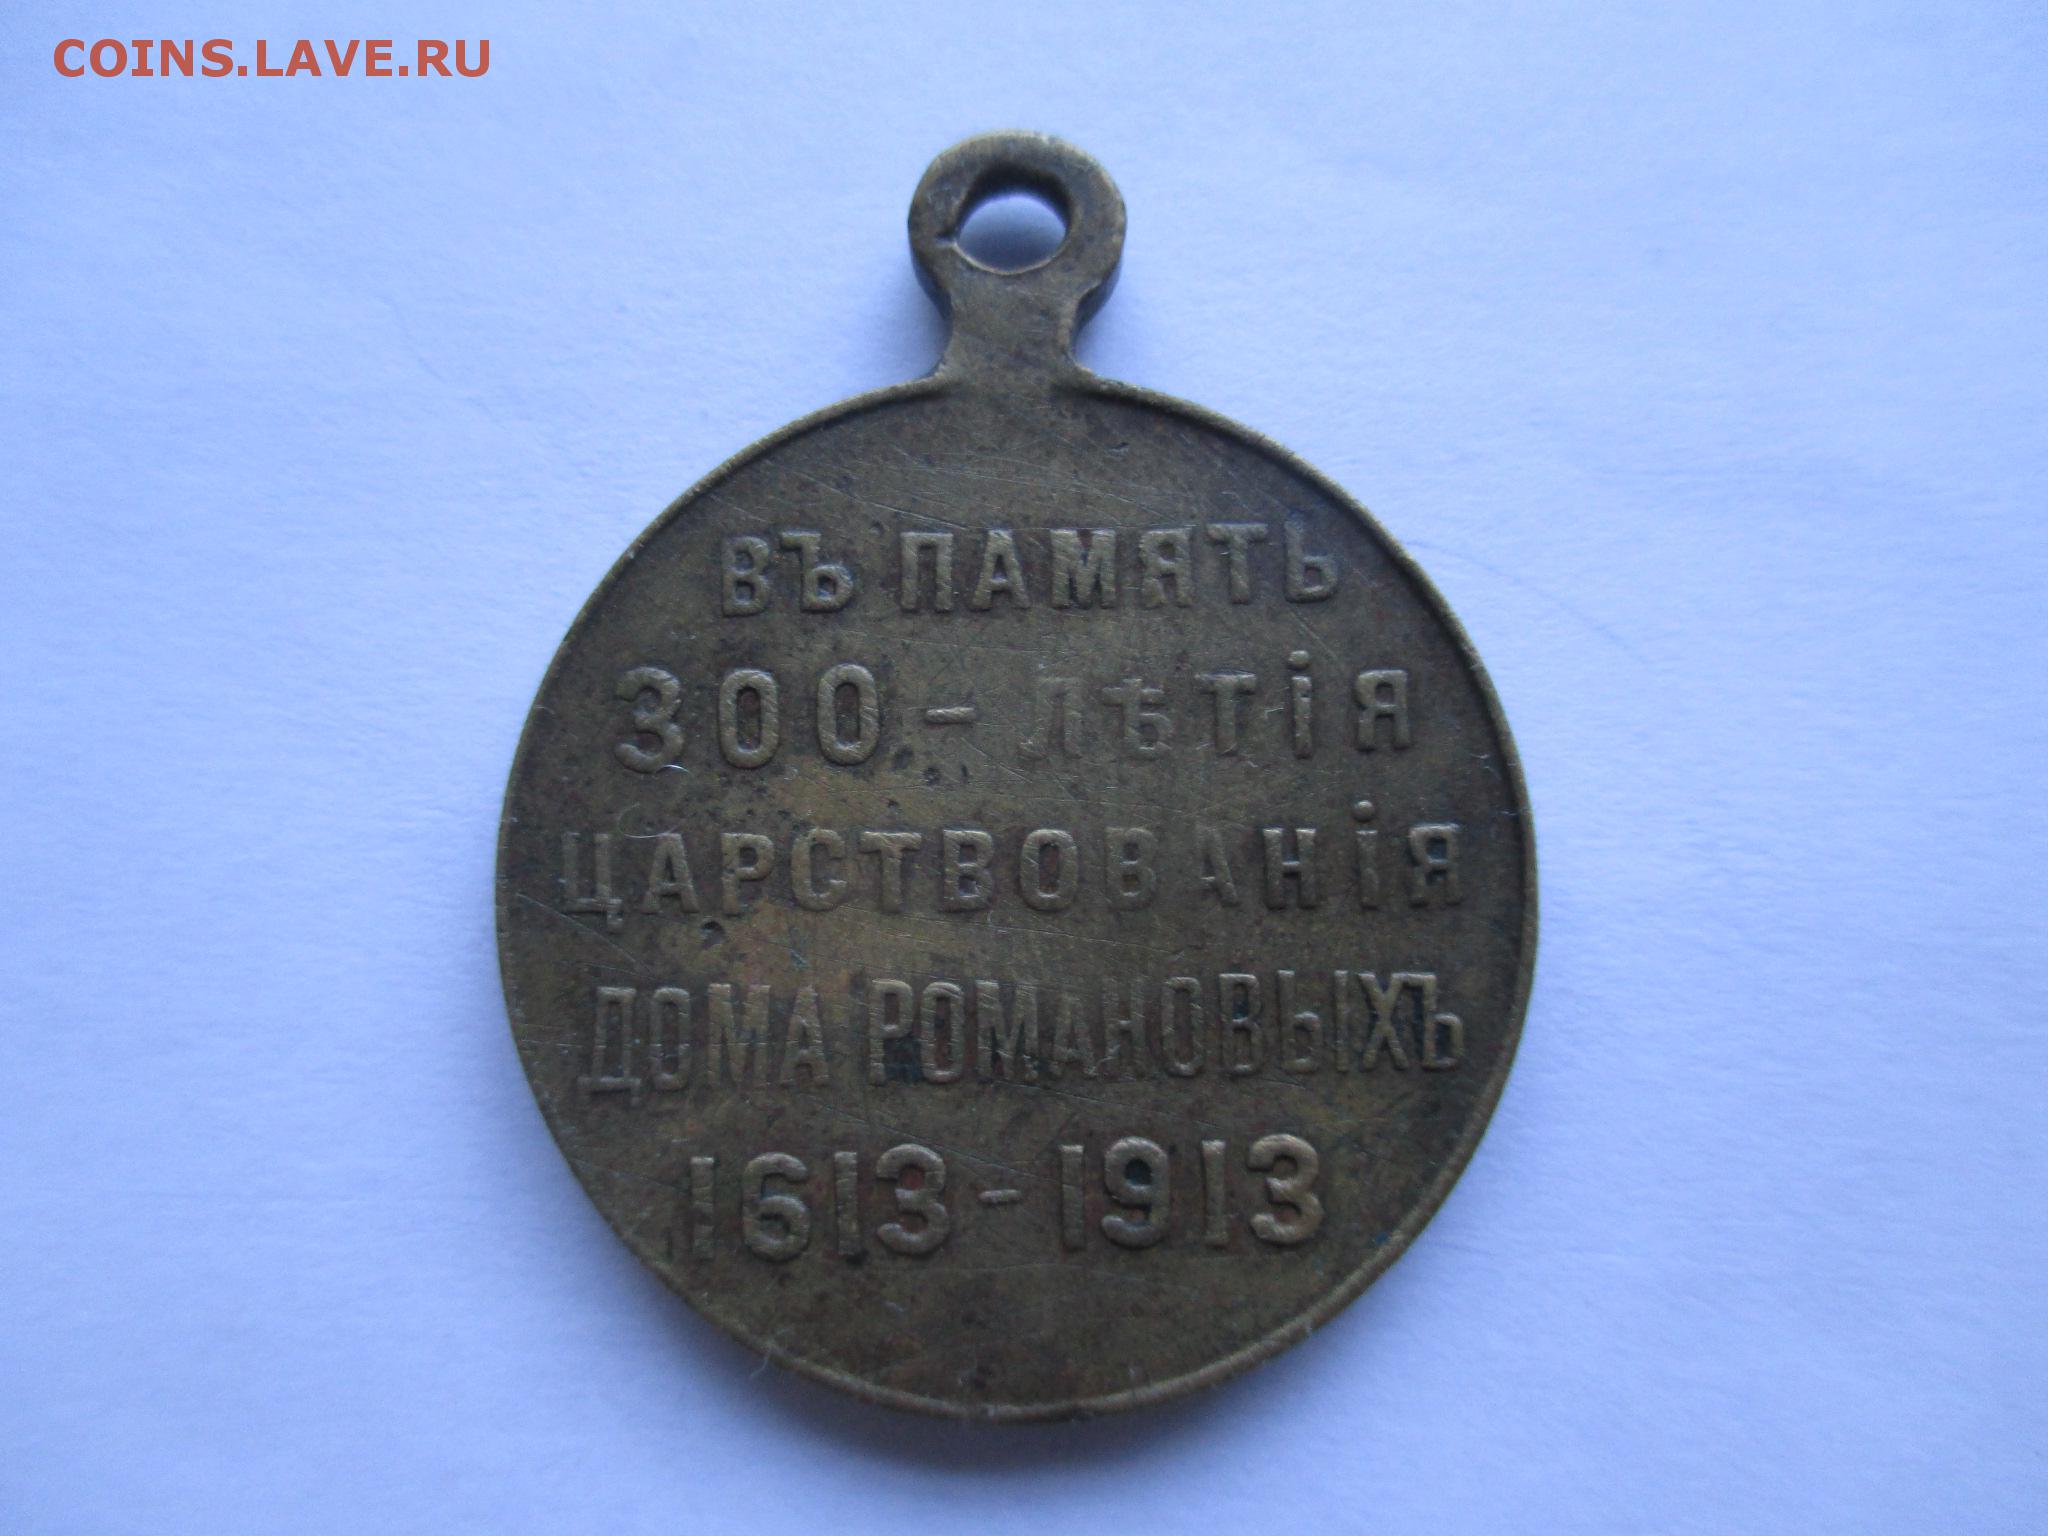 COINS.LAVE.RU
ВЪ ПАМЯТЬ
300-ЛѢТІЯ
ЦАРСТВОВАНІЯ
ДОМА РОМАНОВЫХЪ
1613-1913